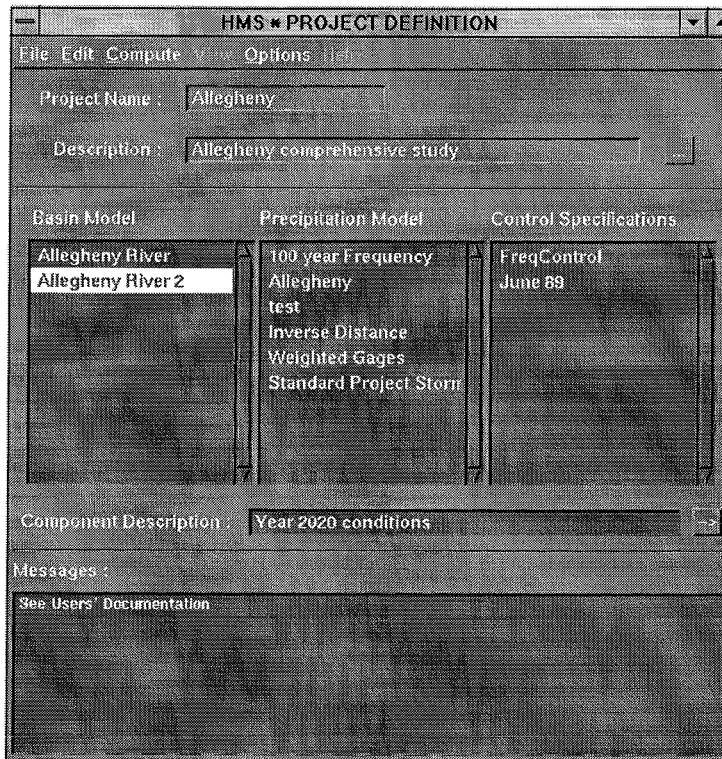 HMS * PROJECT DEFINITION
File Edit Compute View Options Help
Project Name : Allegheny
Description : Allegheny comprehensive study ...
Basin Model
Allegheny River
Allegheny River 2
Precipitation Model
100 year Frequency
Allegheny
test
Inverse Distance
Weighted Gages
Standard Project Storm
Control Specifications
FreqControl
June 89
Component Description : Year 2020 conditions -->
Messages :
See Users' Documentation